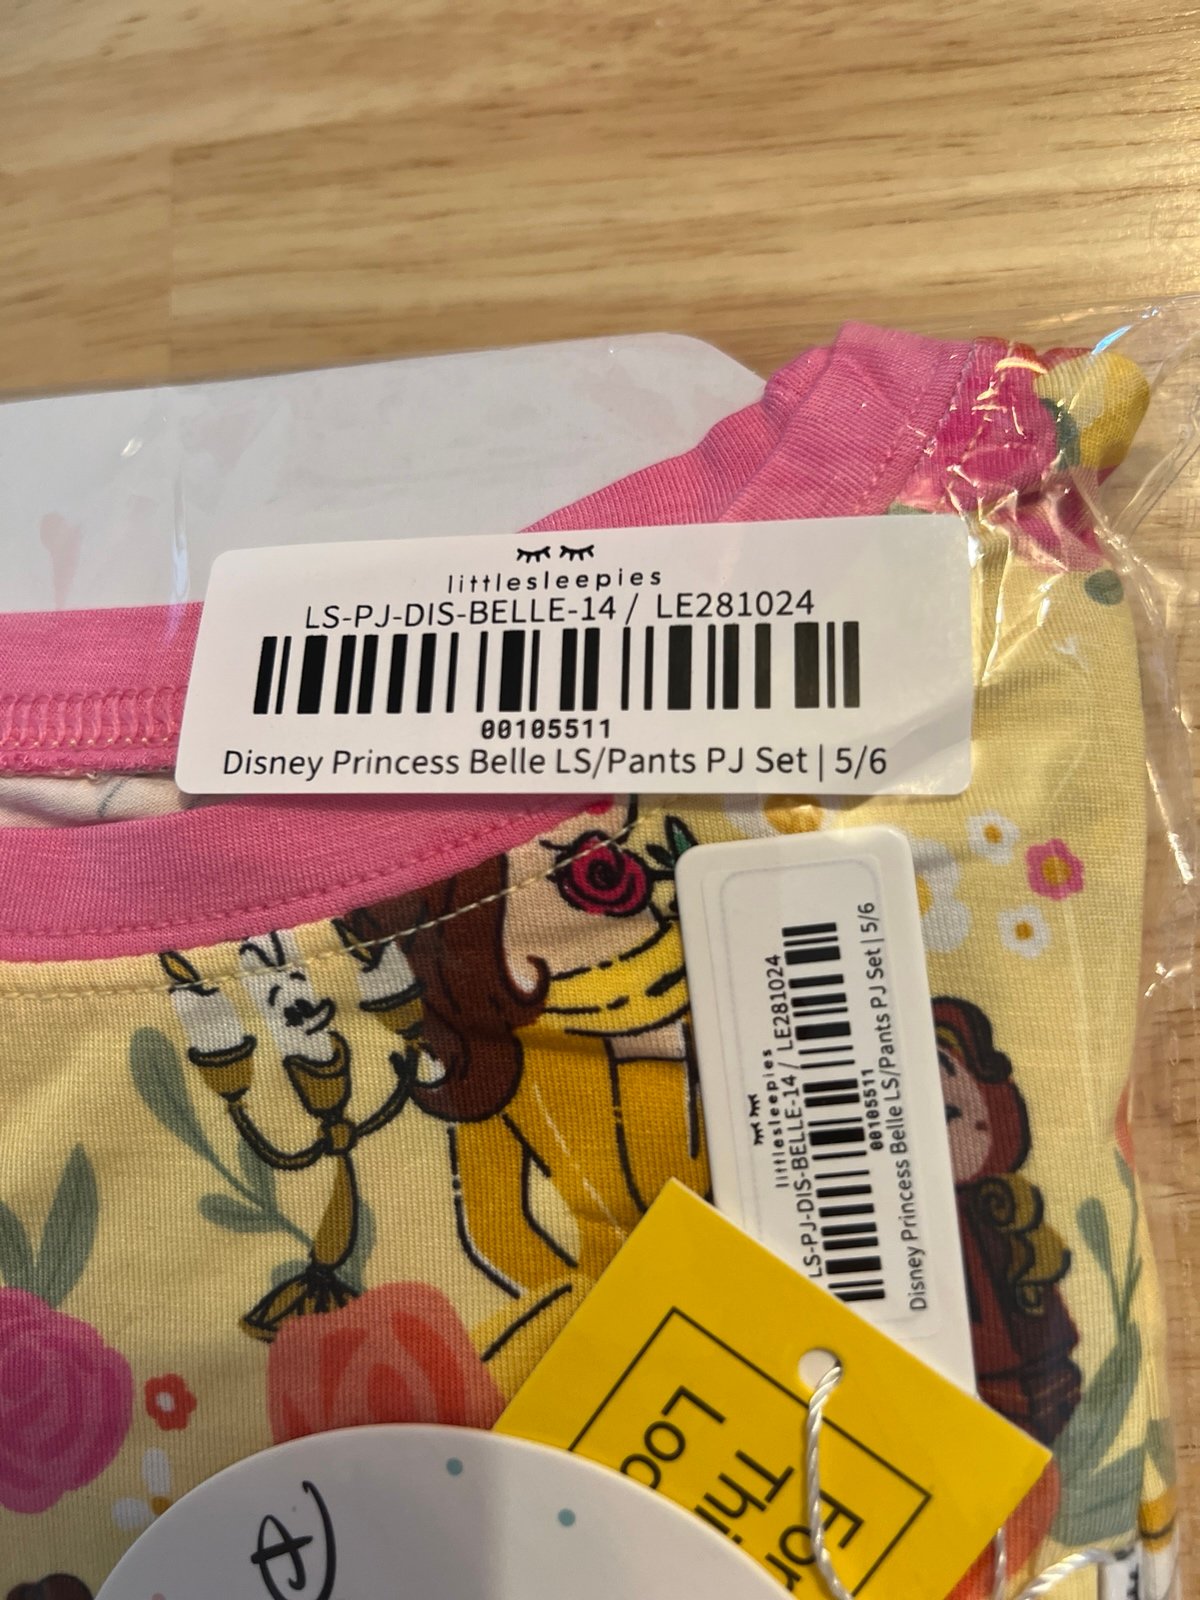 littlesleepies
LS-PJ-DIS-BELLE-14 / LE281024
00105511
Disney Princess Belle LS/Pants PJ Set | 5/6
littlesleepies
LS-PJ-DIS-BELLE-14 / LE281024
00105511
Disney Princess Belle LS/Pants PJ Set | 5/6
For